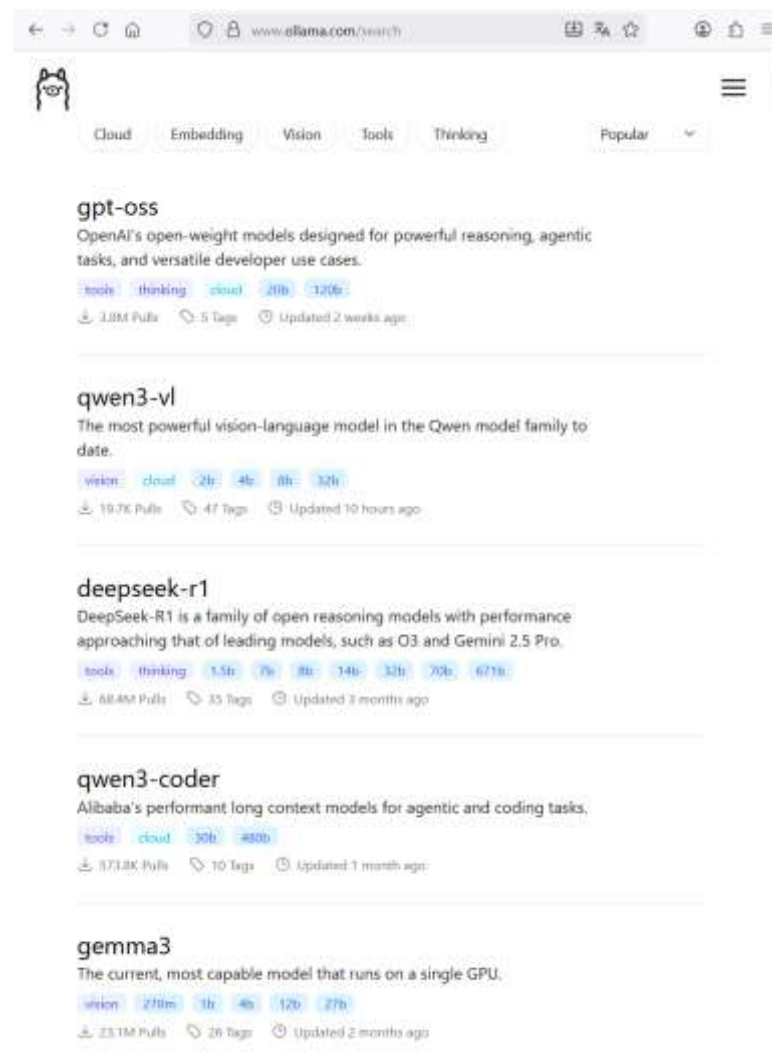 www.ollama.com/search
Cloud Embedding Vision Tools Thinking Popular
gpt-oss
OpenAI's open-weight models designed for powerful reasoning, agentic
tasks, and versatile developer use cases.
tools thinking cloud 20b 120b
3.8M Pulls 5 Tags Updated 2 weeks ago
qwen3-vl
The most powerful vision-language model in the Qwen model family to
date.
vision cloud 2b 4b 8b 32b
19.7K Pulls 47 Tags Updated 10 hours ago
deepseek-r1
DeepSeek-R1 is a family of open reasoning models with performance
approaching that of leading models, such as O3 and Gemini 2.5 Pro.
tools thinking 1.5b 7b 8b 14b 32b 70b 671b
68.4M Pulls 35 Tags Updated 3 months ago
qwen3-coder
Alibaba's performant long context models for agentic and coding tasks.
tools cloud 30b 480b
573.8K Pulls 10 Tags Updated 1 month ago
gemma3
The current, most capable model that runs on a single GPU.
vision 270m 1b 4b 12b 27b
23.1M Pulls 26 Tags Updated 2 months ago